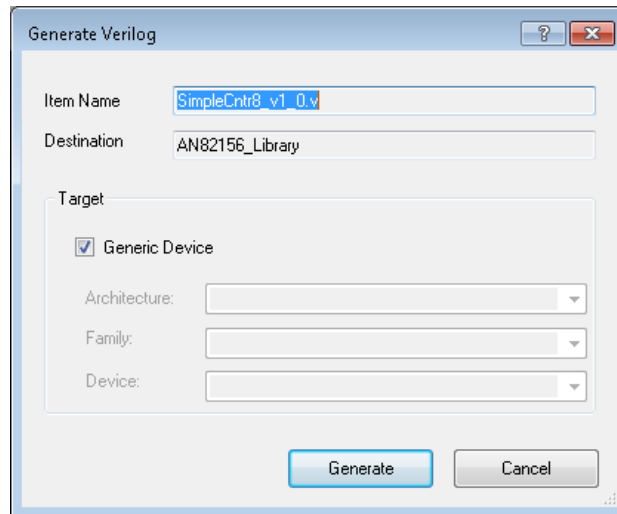 Generate Verilog
Item Name SimpleCntr8_v1_0.v
Destination AN82156_Library
Target
Generic Device
Architecture:
Family:
Device:
Generate Cancel